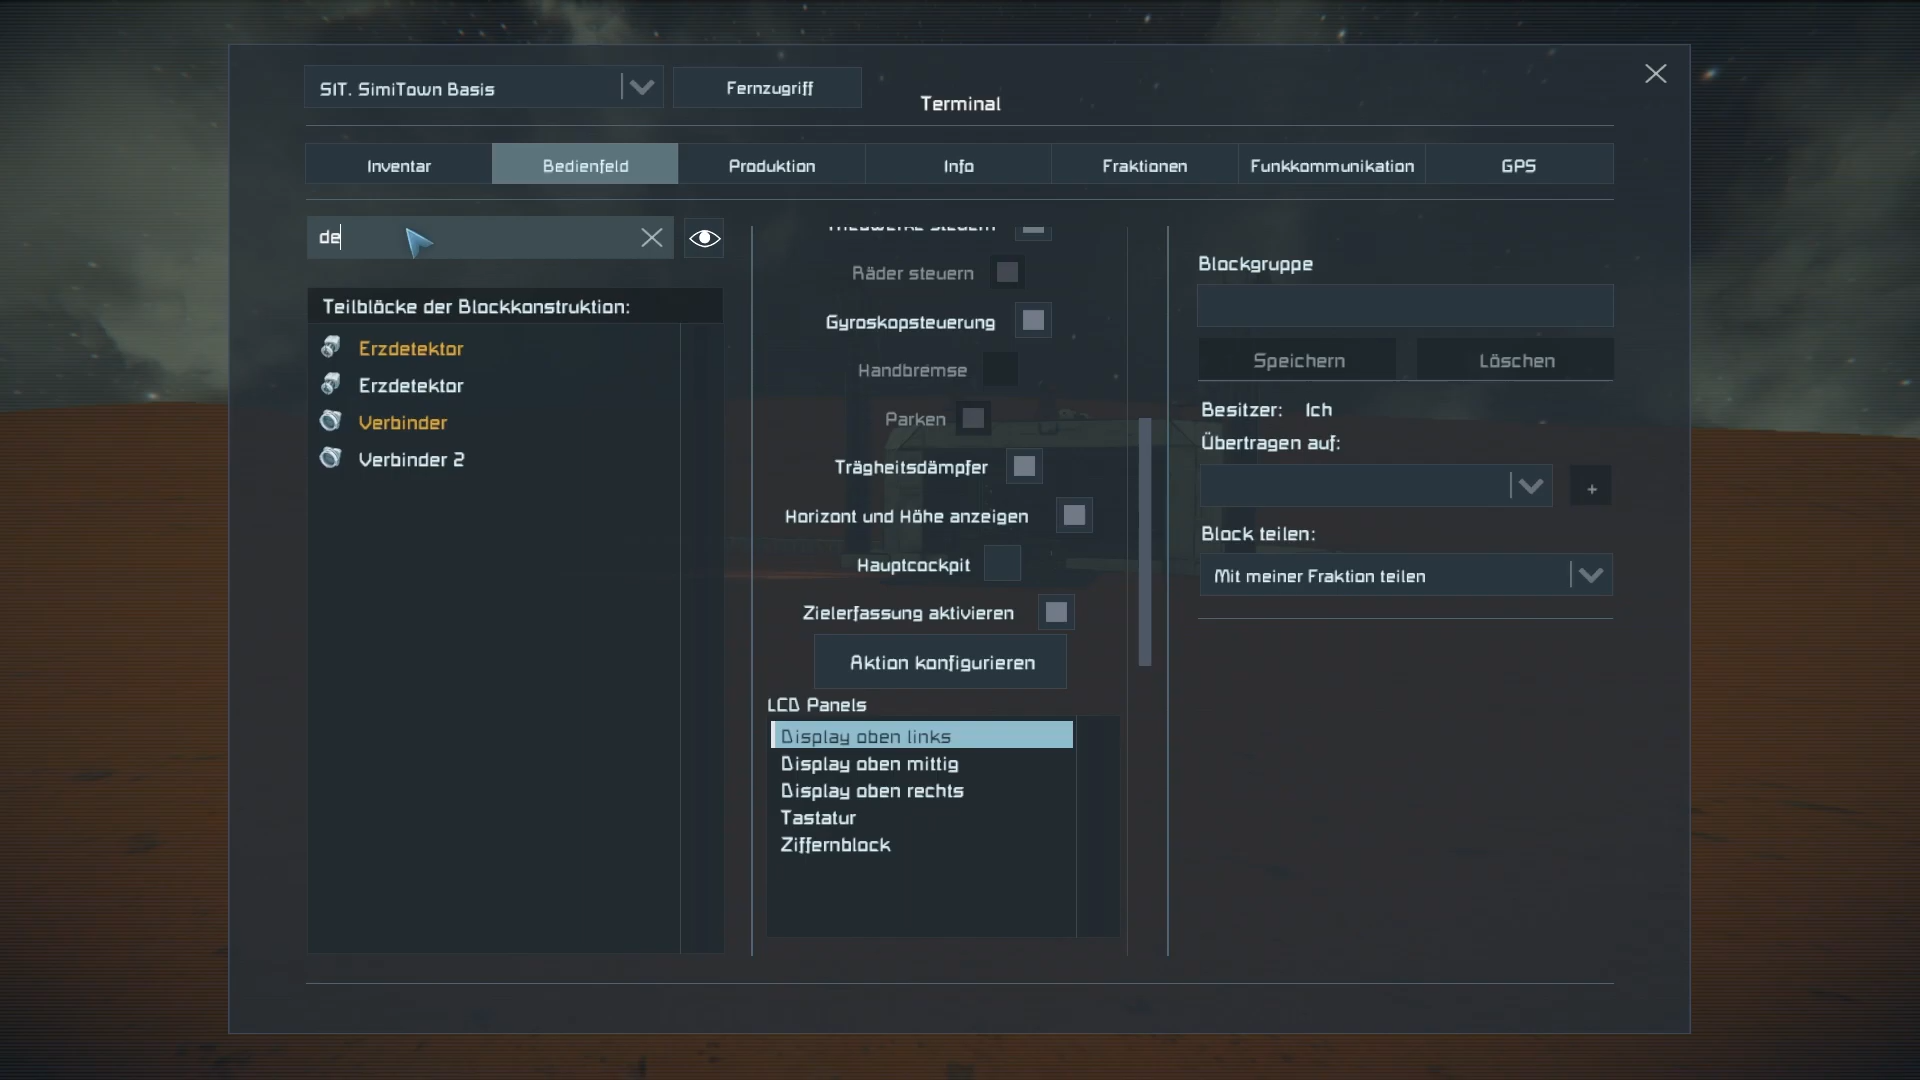 SIT. SimiTown Basis
Fernzugriff
Terminal
Inventar
Bedienfeld
Produktion
Info
Fraktionen
Funkkommunikation
GPS
de
Teilblöcke der Blockkonstruktion:
Erzdetektor
Erzdetektor
Verbinder
Verbinder 2
Räder steuern
Gyroskopsteuerung
Handbremse
Parken
Trägheitsdämpfer
Horizont und Höhe anzeigen
Hauptcockpit
Zielerfassung aktivieren
Aktion konfigurieren
LCD Panels
Display oben links
Display oben mittig
Display oben rechts
Tastatur
Ziffernblock
Blockgruppe
Speichern
Löschen
Besitzer: Ich
Übertragen auf:
+
Block teilen:
Mit meiner Fraktion teilen